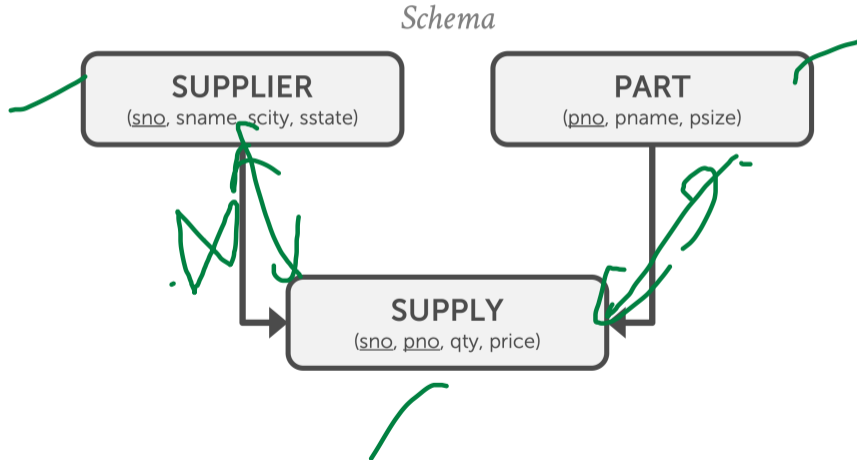 Schema
SUPPLIER
(sno, sname, scity, sstate)
PART
(pno, pname, psize)
SUPPLY
(sno, pno, qty, price)